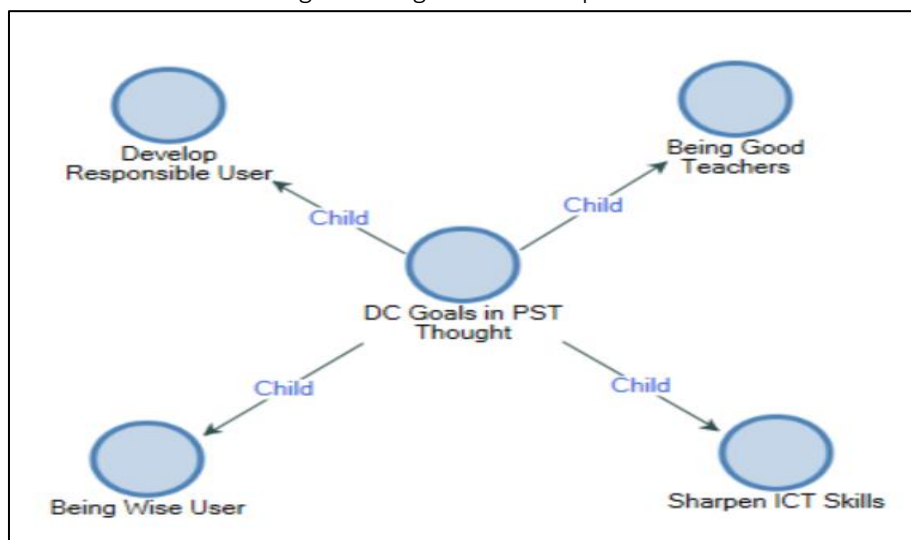 Develop
Responsible User
Being Good
Teachers
Child
Child
DC Goals in PST
Thought
Child
Child
Being Wise User
Sharpen ICT Skills